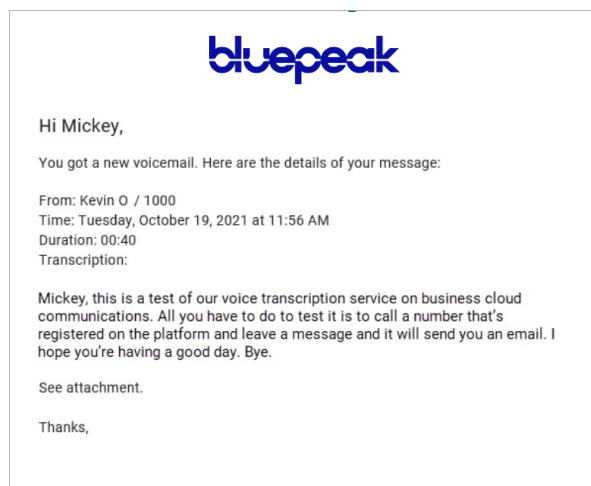 bluepeak
Hi Mickey,
You got a new voicemail. Here are the details of your message:
From: Kevin O / 1000
Time: Tuesday, October 19, 2021 at 11:56 AM
Duration: 00:40
Transcription:
Mickey, this is a test of our voice transcription service on business cloud
communications. All you have to do to test it is to call a number that's
registered on the platform and leave a message and it will send you an email. I
hope you're having a good day. Bye.
See attachment.
Thanks,